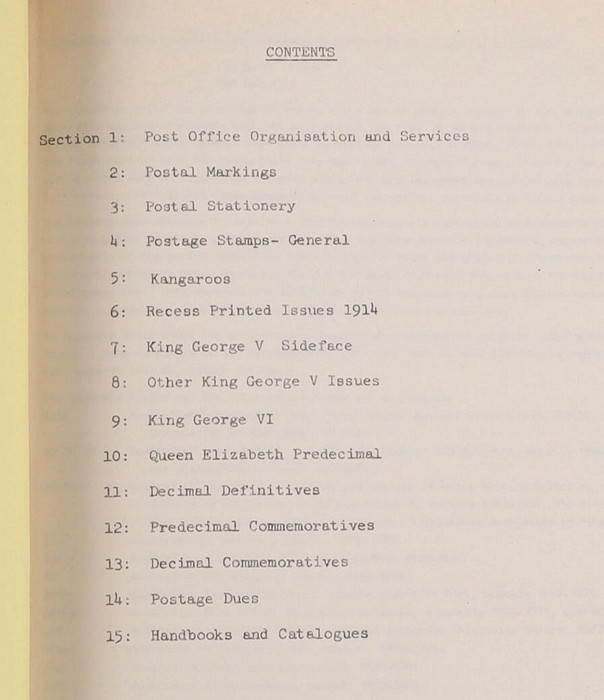 CONTENTS
Section 1: Post Office Organisation and Services
2: Postal Markings
3: Postal Stationery
4: Postage Stamps- General
5: Kangaroos
6: Recess Printed Issues 1914
7: King George V Sideface
8: Other King George V Issues
9: King George VI
10: Queen Elizabeth Predecimal
11: Decimal Definitives
12: Predecimal Commemoratives
13: Decimal Commemoratives
14: Postage Dues
15: Handbooks and Catalogues